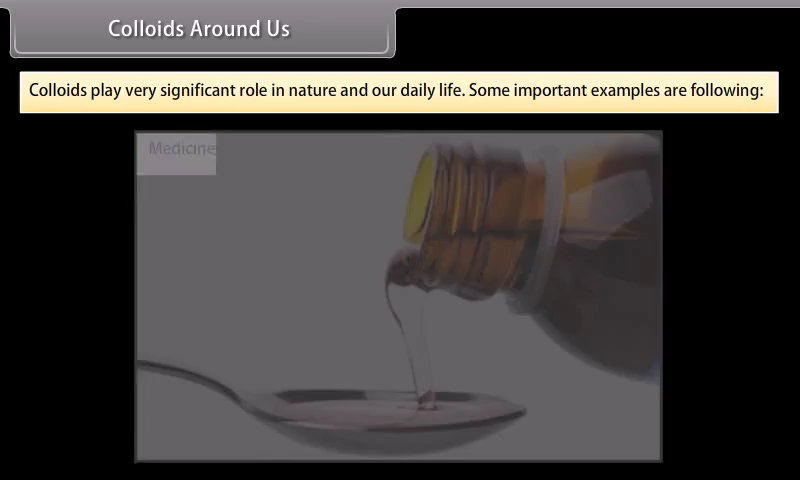 Colloids Around Us
Colloids play very significant role in nature and our daily life. Some important examples are following:
Medicine